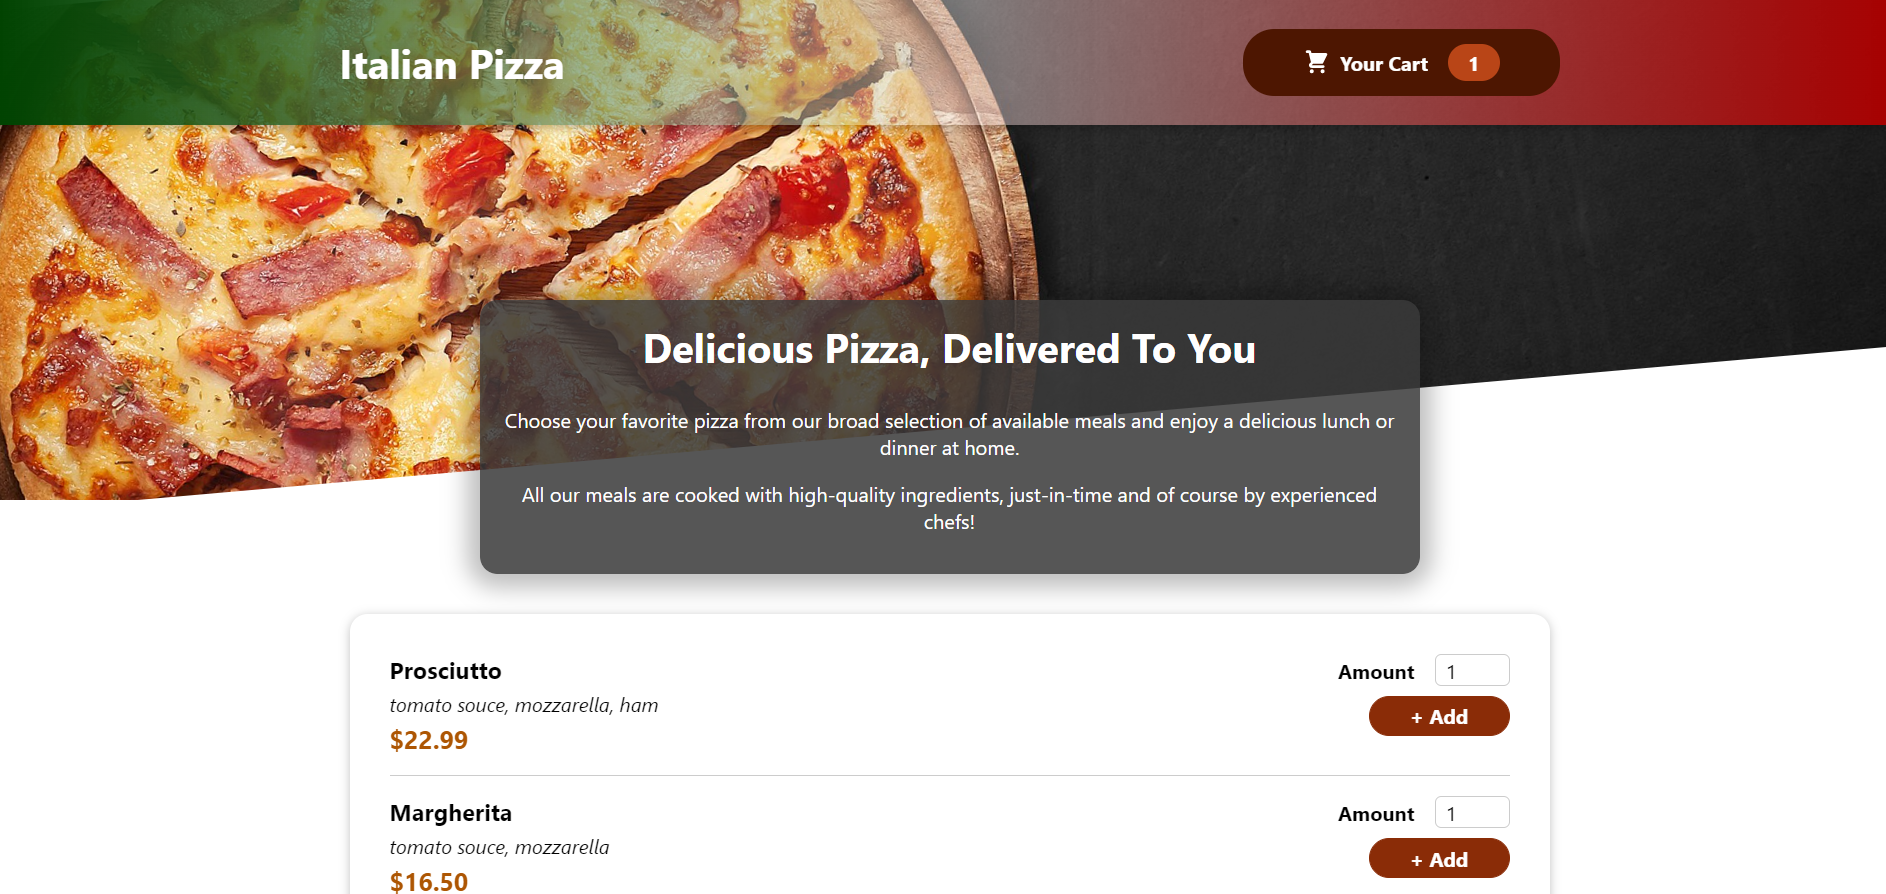 Italian Pizza
Your Cart 1
Delicious Pizza, Delivered To You
Choose your favorite pizza from our broad selection of available meals and enjoy a delicious lunch or
dinner at home.
All our meals are cooked with high-quality ingredients, just-in-time and of course by experienced
chefs!
Prosciutto
tomato souce, mozzarella, ham
$22.99
Amount 1
+ Add
Margherita
tomato souce, mozzarella
$16.50
Amount 1
+ Add